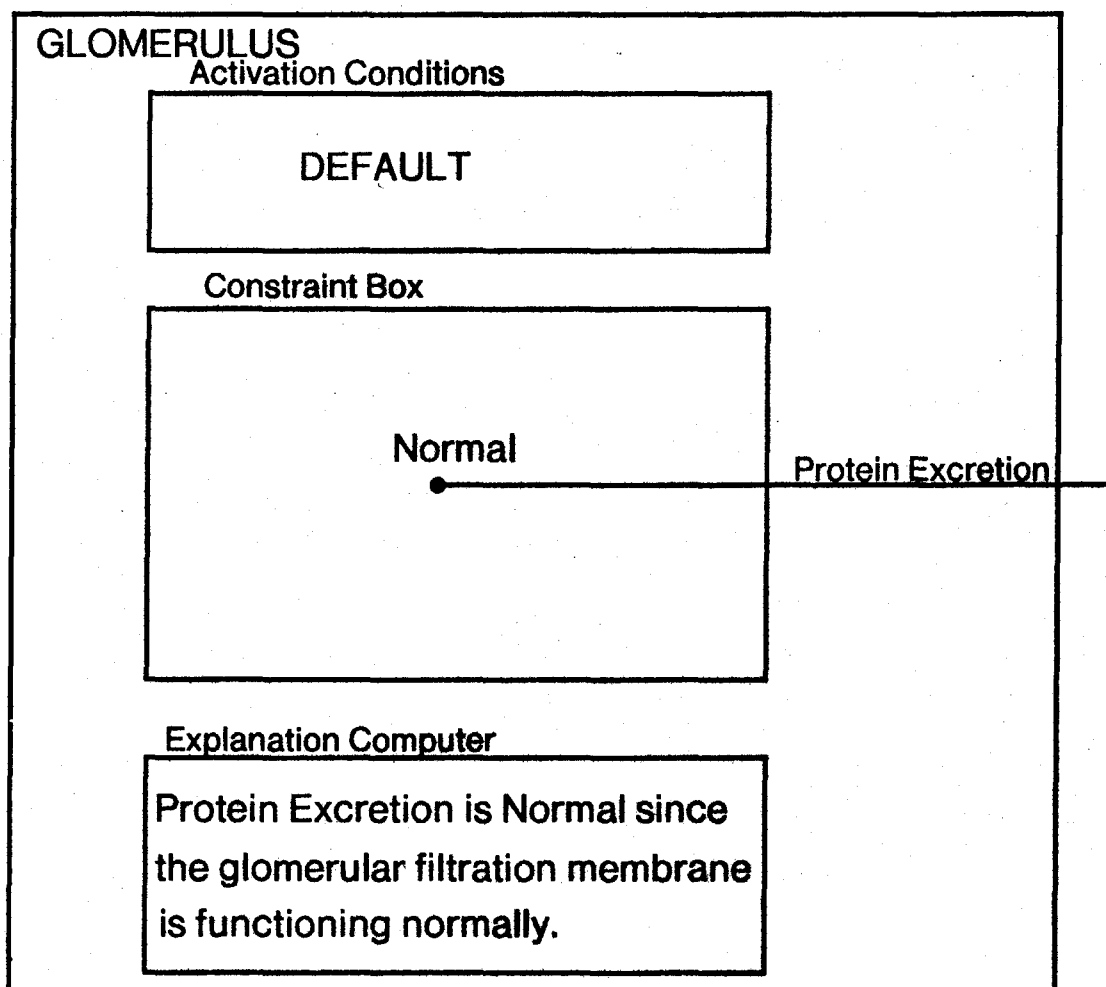 GLOMERULUS
Activation Conditions
DEFAULT
Constraint Box
Normal
Protein Excretion
Explanation Computer
Protein Excretion is Normal since
the glomerular filtration membrane
is functioning normally.